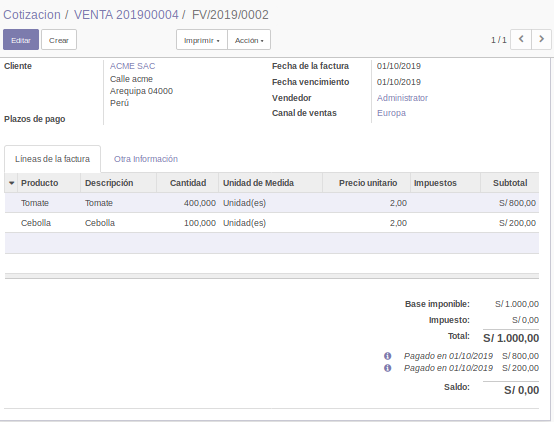 Cotizacion / VENTA 201900004 / FV/2019/0002
Editar Crear Imprimir Acción 1 / 1
Cliente ACME SAC Fecha de la factura 01/10/2019
Calle acme Fecha vencimiento 01/10/2019
Arequipa 04000 Vendedor Administrator
Perú Canal de ventas Europa
Plazos de pago
Líneas de la factura Otra Información
Producto Descripción Cantidad Unidad de Medida Precio unitario Impuestos Subtotal
Tomate Tomate 400,000 Unidad(es) 2,00 S/ 800,00
Cebolla Cebolla 100,000 Unidad(es) 2,00 S/ 200,00
Base imponible: S/ 1.000,00
Impuesto: S/ 0,00
Total: S/ 1.000,00
Pagado en 01/10/2019 S/ 800,00
Pagado en 01/10/2019 S/ 200,00
Saldo: S/ 0,00